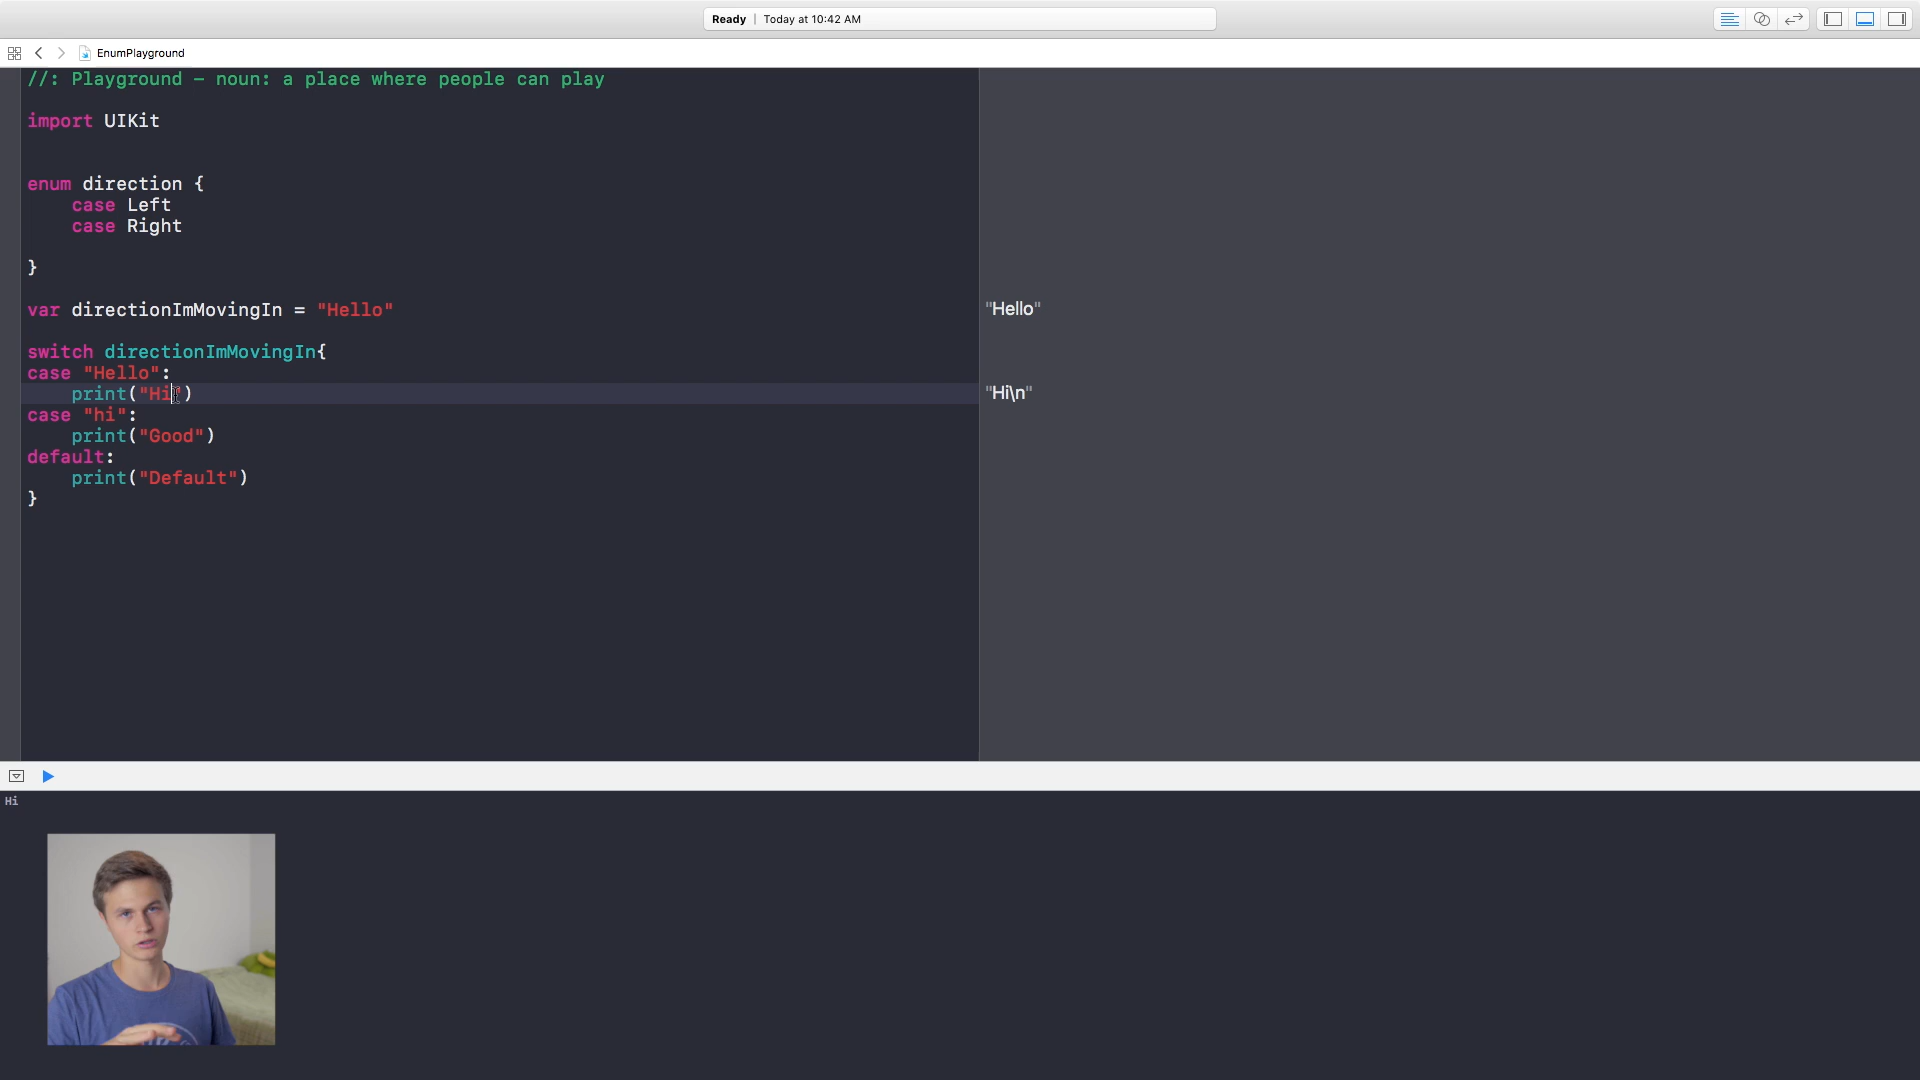 Ready | Today at 10:42 AM
EnumPlayground
//: Playground – noun: a place where people can play
import UIKit
enum direction {
case Left
case Right
}
var directionImMovingIn = "Hello"
"Hello"
switch directionImMovingIn{
case "Hello":
print("Hi")
"Hi\n"
case "hi":
print("Good")
default:
print("Default")
}
Hi